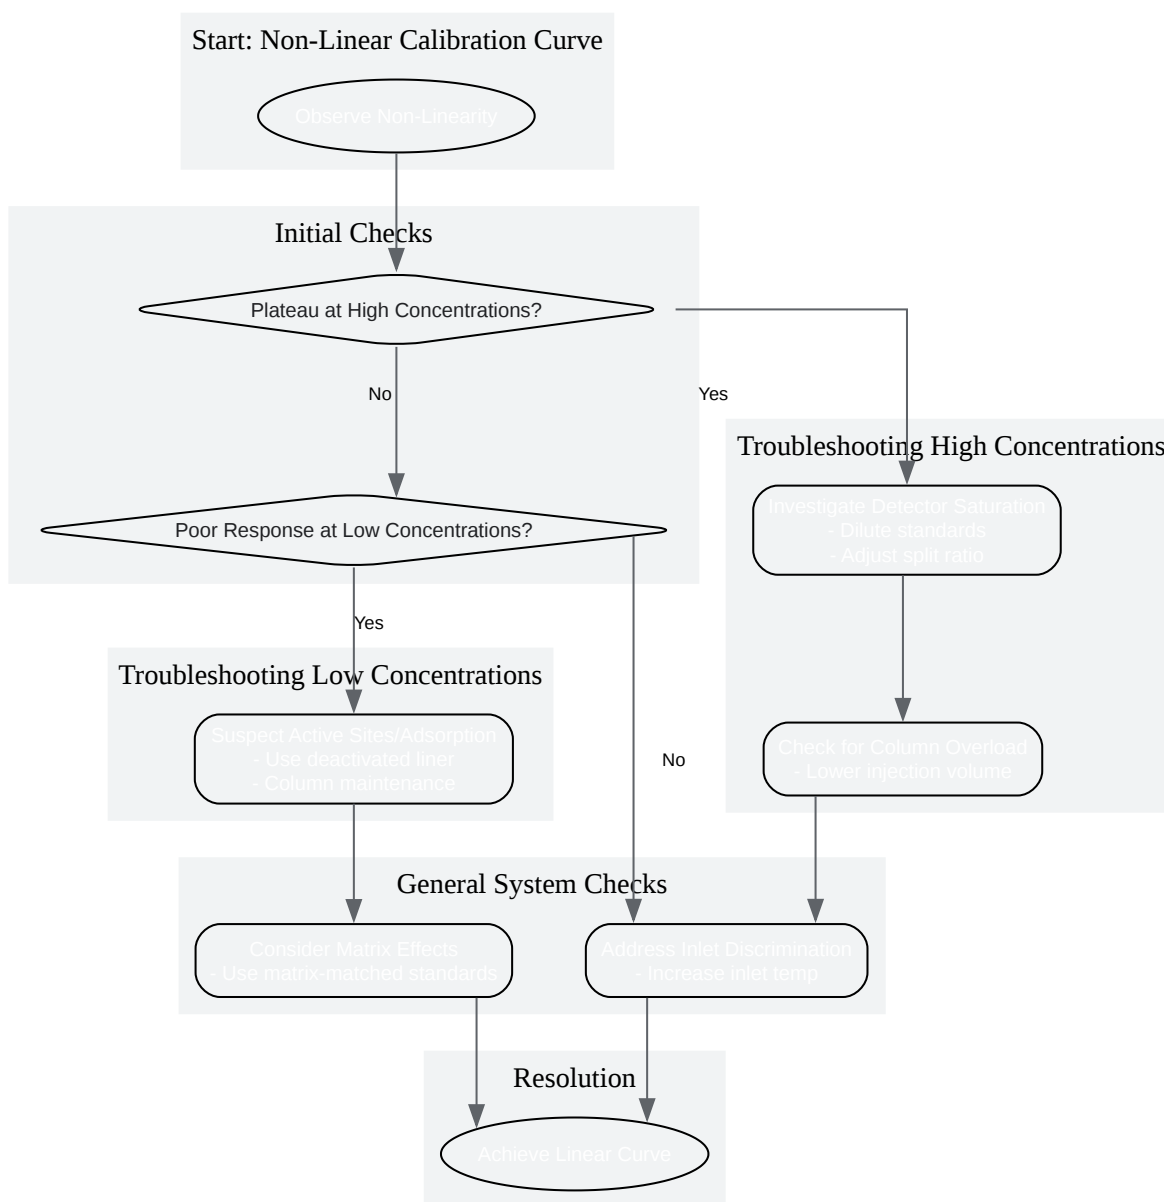 Start: Non-Linear Calibration Curve
Observe Non-Linearity
Initial Checks
Plateau at High Concentrations?
No
Yes
Poor Response at Low Concentrations?
Troubleshooting High Concentrations
Investigate Detector Saturation
- Dilute standards
- Adjust split ratio
Yes
Troubleshooting Low Concentrations
Suspect Active Sites/Adsorption
- Use deactivated liner
- Column maintenance
No
Check for Column Overload
- Lower injection volume
General System Checks
Consider Matrix Effects
- Use matrix-matched standards
Address Inlet Discrimination
- Increase inlet temp
Resolution
Achieve Linear Curve